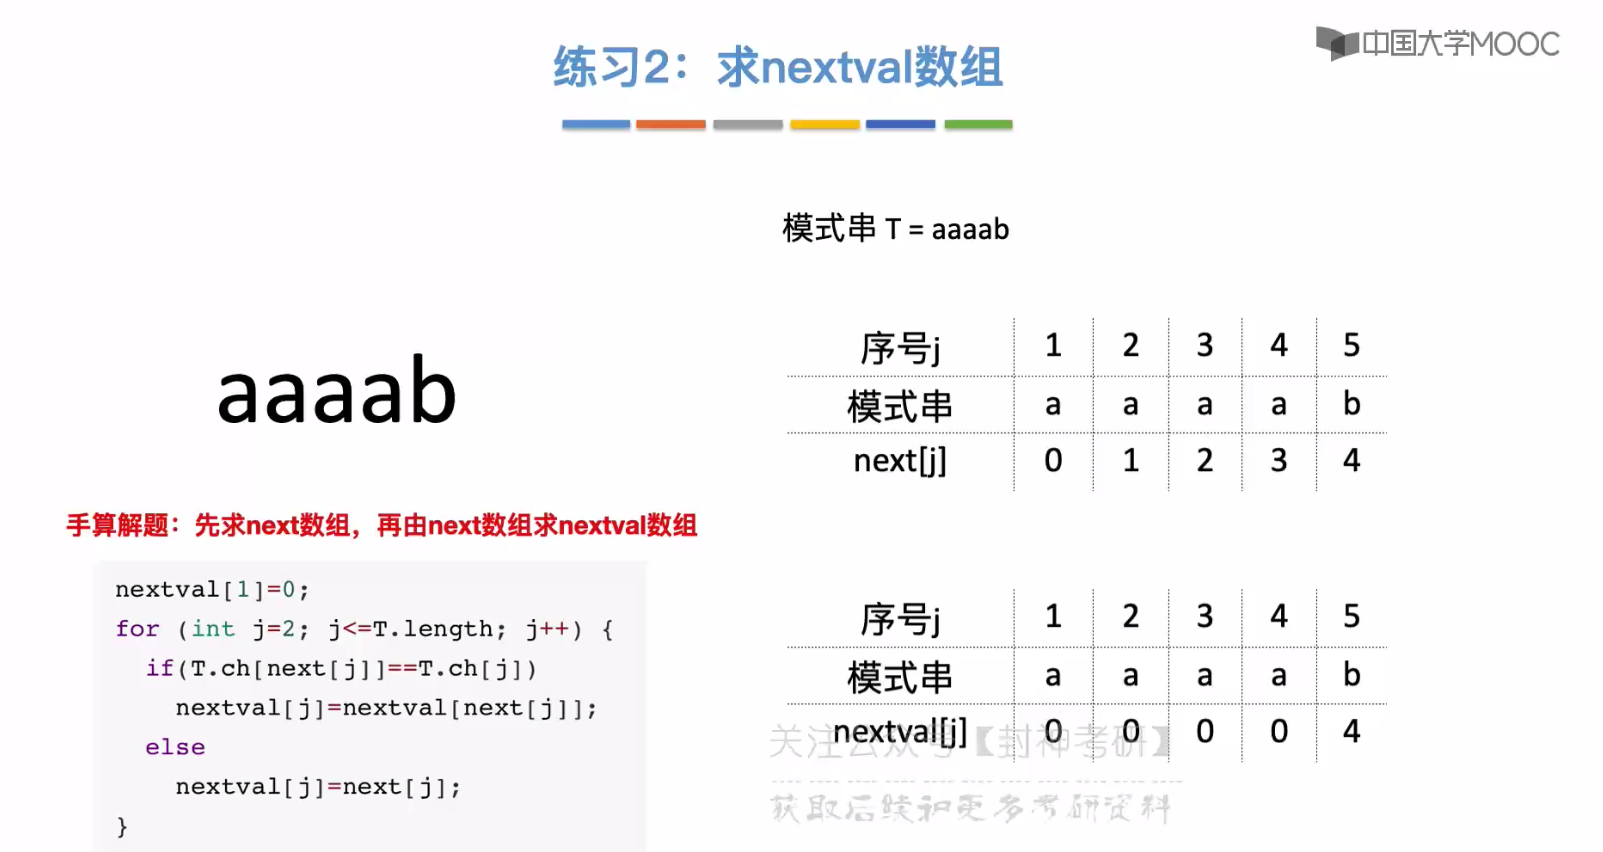 中国大学MOOC
练习2：求nextval数组
模式串 T = aaaab
aaaab
序号j 1 2 3 4 5
模式串 a a a a b
next[j] 0 1 2 3 4
手算解题：先求next数组，再由next数组求nextval数组
nextval[1]=0;
for (int j=2; j<=T.length; j++) {
if(T.ch[next[j]]==T.ch[j])
nextval[j]=nextval[next[j]];
else
nextval[j]=next[j];
}
序号j 1 2 3 4 5
模式串 a a a a b
nextval[j] 0 0 0 0 4
关注公众号【封神考研】
获取后续和更多考研资料